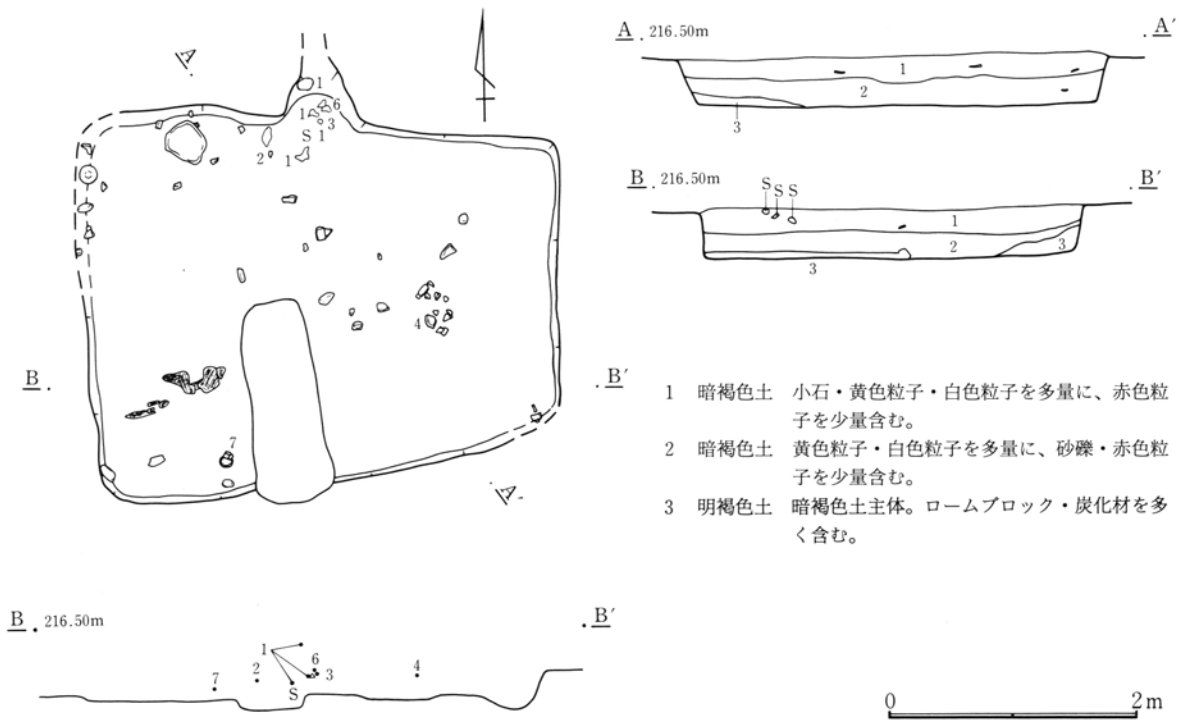 A
1
1 6
3
S 1
2 1
4
B
B′
7
A′
A 216.50m A′
1
2
3
B 216.50m B′
S S S
1
2
3
3
1 暗褐色土 小石・黄色粒子・白色粒子を多量に、赤色粒
子を少量含む。
2 暗褐色土 黄色粒子・白色粒子を多量に、砂礫・赤色粒
子を少量含む。
3 明褐色土 暗褐色土主体。ロームブロック・炭化材を多
く含む。
B 216.50m B′
1
7 2 6 3 4
S
0 2m